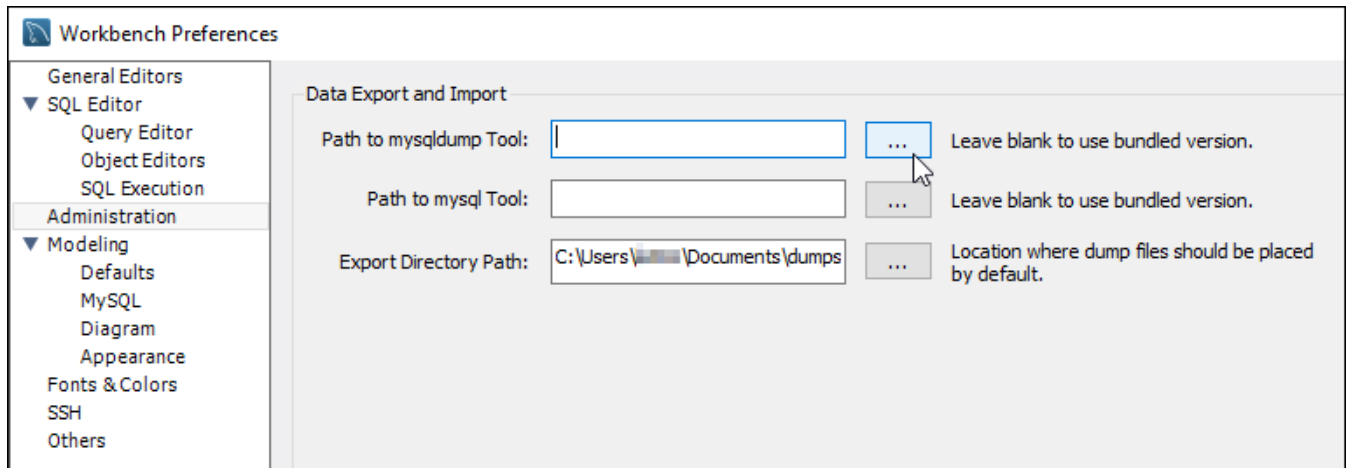 Workbench Preferences
General Editors
SQL Editor
Query Editor
Object Editors
SQL Execution
Administration
Modeling
Defaults
MySQL
Diagram
Appearance
Fonts & Colors
SSH
Others
Data Export and Import
Path to mysqldump Tool:
...
Leave blank to use bundled version.
Path to mysql Tool:
...
Leave blank to use bundled version.
Export Directory Path:
C:\Users\ \Documents\dumps
...
Location where dump files should be placed
by default.